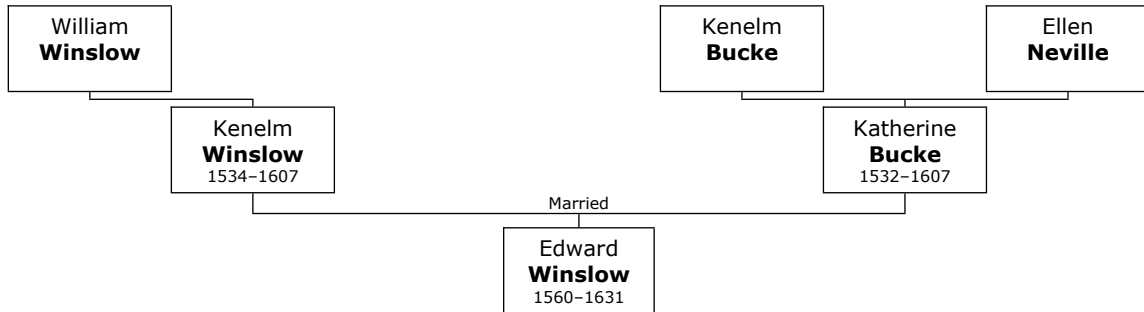 William
Winslow
Kenelm
Bucke
Ellen
Neville
Kenelm
Winslow
1534–1607
Katherine
Bucke
1532–1607
Married
Edward
Winslow
1560–1631